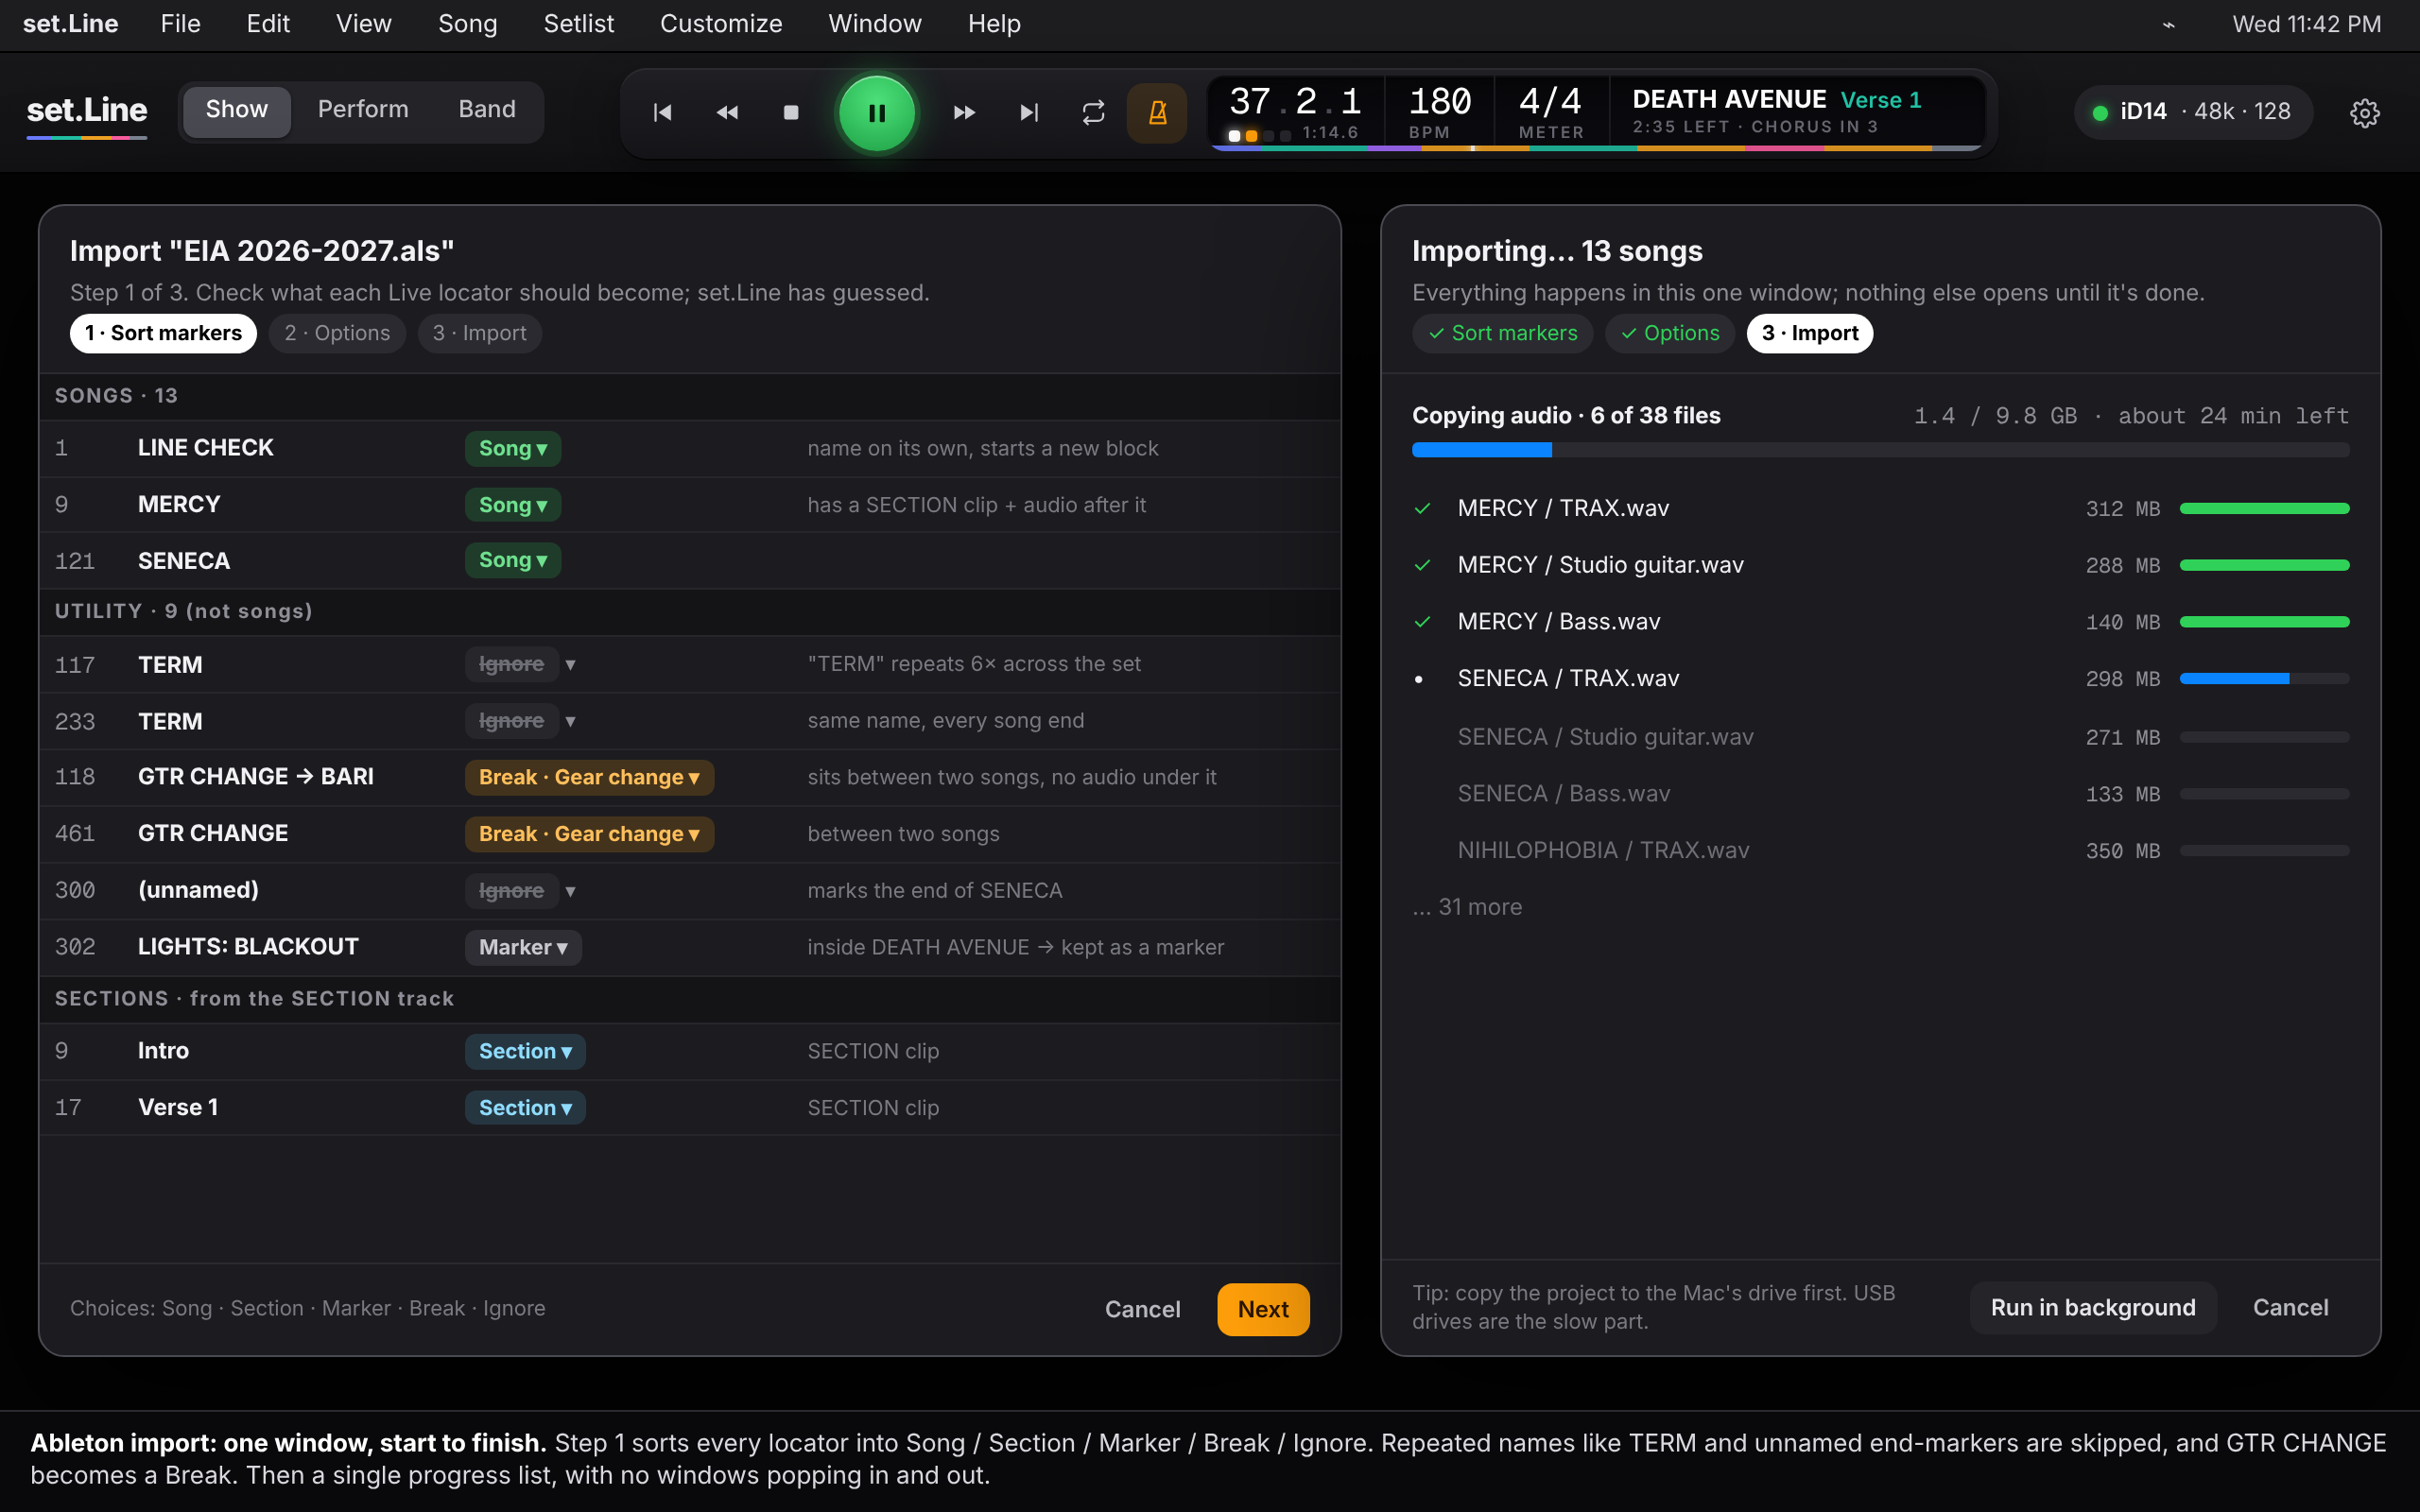 set.Line File Edit View Song Setlist Customize Window Help Wed 11:42 PM
set.Line Show Perform Band
37.2.1 180 4/4 DEATH AVENUE Verse 1
1:14.6 BPM METER 2:35 LEFT · CHORUS IN 3
iD14 · 48k · 128
Import "EIA 2026-2027.als"
Step 1 of 3. Check what each Live locator should become; set.Line has guessed.
1 · Sort markers 2 · Options 3 · Import
SONGS · 13
1 LINE CHECK Song ▾ name on its own, starts a new block
9 MERCY Song ▾ has a SECTION clip + audio after it
121 SENECA Song ▾
UTILITY · 9 (not songs)
117 TERM Ignore ▾ "TERM" repeats 6× across the set
233 TERM Ignore ▾ same name, every song end
118 GTR CHANGE → BARI Break · Gear change ▾ sits between two songs, no audio under it
461 GTR CHANGE Break · Gear change ▾ between two songs
300 (unnamed) Ignore ▾ marks the end of SENECA
302 LIGHTS: BLACKOUT Marker ▾ inside DEATH AVENUE → kept as a marker
SECTIONS · from the SECTION track
9 Intro Section ▾ SECTION clip
17 Verse 1 Section ▾ SECTION clip
Choices: Song · Section · Marker · Break · Ignore Cancel Next
Importing... 13 songs
Everything happens in this one window; nothing else opens until it's done.
✓ Sort markers ✓ Options 3 · Import
Copying audio · 6 of 38 files 1.4 / 9.8 GB · about 24 min left
✓ MERCY / TRAX.wav 312 MB
✓ MERCY / Studio guitar.wav 288 MB
✓ MERCY / Bass.wav 140 MB
• SENECA / TRAX.wav 298 MB
SENECA / Studio guitar.wav 271 MB
SENECA / Bass.wav 133 MB
NIHILOPHOBIA / TRAX.wav 350 MB
... 31 more
Tip: copy the project to the Mac's drive first. USB
drives are the slow part.
Run in background Cancel
Ableton import: one window, start to finish. Step 1 sorts every locator into Song / Section / Marker / Break / Ignore. Repeated names like TERM and unnamed end-markers are skipped, and GTR CHANGE
becomes a Break. Then a single progress list, with no windows popping in and out.